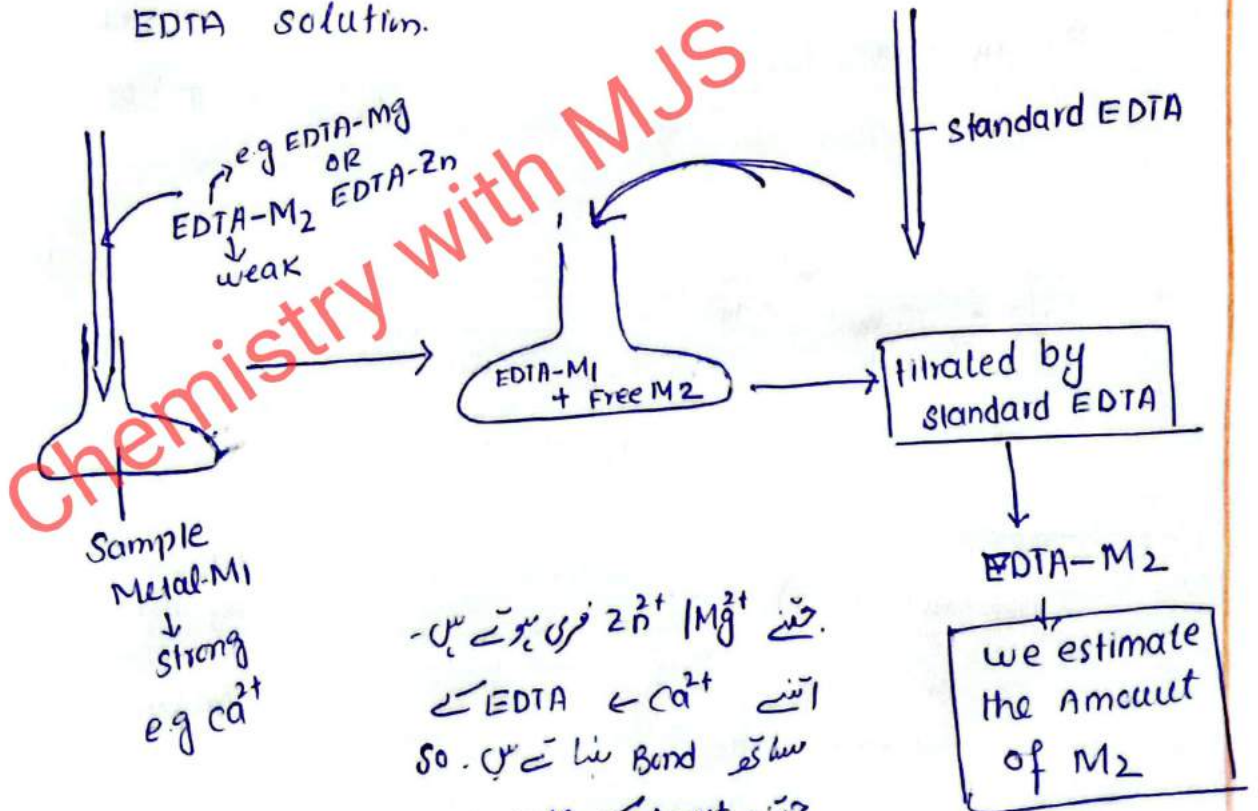 EDTA solution.
Chemistry with MJS
e.g EDTA-Mg
OR
EDTA-Zn
EDTA-M2
weak
Sample
Metal-M1
strong
e.g Ca2+
EDTA-M1
+ Free M2
standard EDTA
titrated by
standard EDTA
EDTA-M2
we estimate
the Amount
of M2
جتنے Mg2+ / Zn2+ فری ہوتے ہیں۔
اتنے Ca2+ ← EDTA کے
ساتھ Bond بناتے ہیں. So